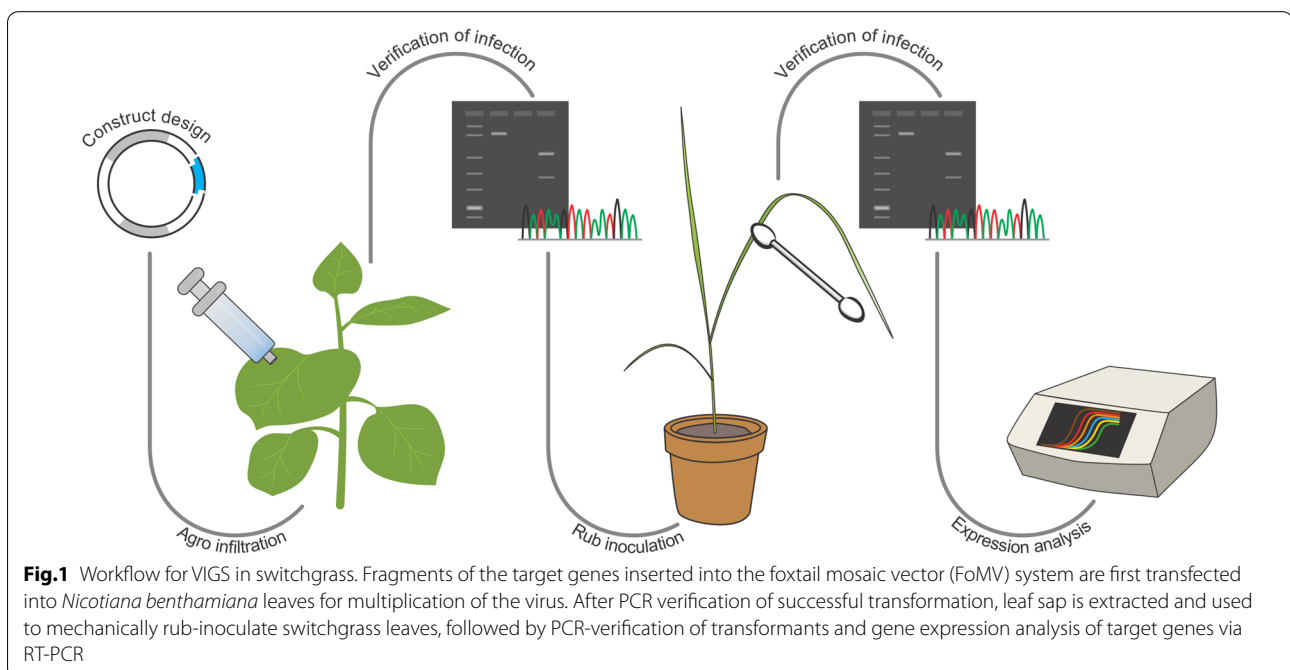 Construct design
Verification of infection
Verification of infection
Agro infiltration
Rub inoculation
Expression analysis
Fig.1 Workflow for VIGS in switchgrass. Fragments of the target genes inserted into the foxtail mosaic vector (FoMV) system are first transfected
into Nicotiana benthamiana leaves for multiplication of the virus. After PCR verification of successful transformation, leaf sap is extracted and used
to mechanically rub-inoculate switchgrass leaves, followed by PCR-verification of transformants and gene expression analysis of target genes via
RT-PCR